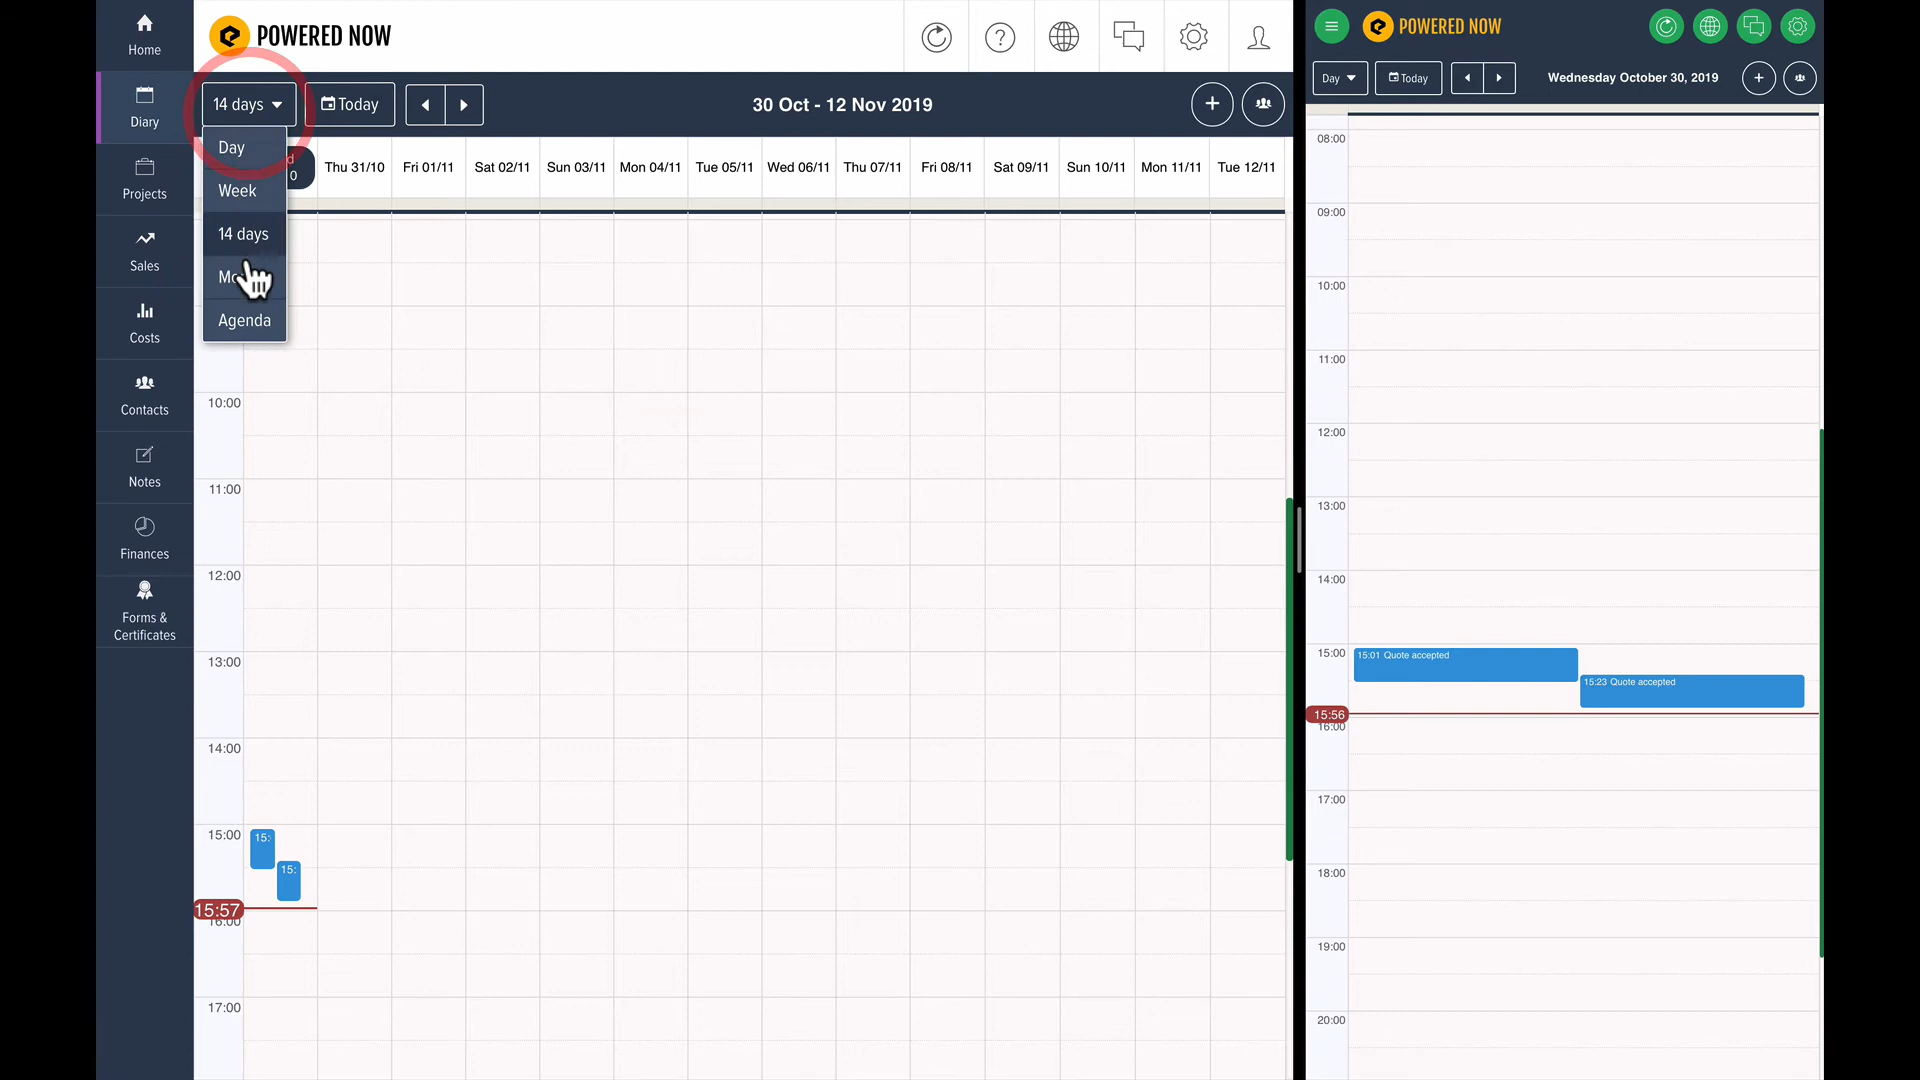 Home
Diary
Projects
Sales
Costs
Contacts
Notes
Finances
Forms &
Certificates
POWERED NOW
14 days
Today
30 Oct - 12 Nov 2019
Day
Week
14 days
Agenda
Thu 31/10
Fri 01/11
Sat 02/11
Sun 03/11
Mon 04/11
Tue 05/11
Wed 06/11
Thu 07/11
Fri 08/11
Sat 09/11
Sun 10/11
Mon 11/11
Tue 12/11
10:00
11:00
12:00
13:00
14:00
15:00
15:
15:
15:57
16:00
17:00
POWERED NOW
Day
Today
Wednesday October 30, 2019
08:00
09:00
10:00
11:00
12:00
13:00
14:00
15:00
15:01 Quote accepted
15:23 Quote accepted
15:56
16:00
17:00
18:00
19:00
20:00